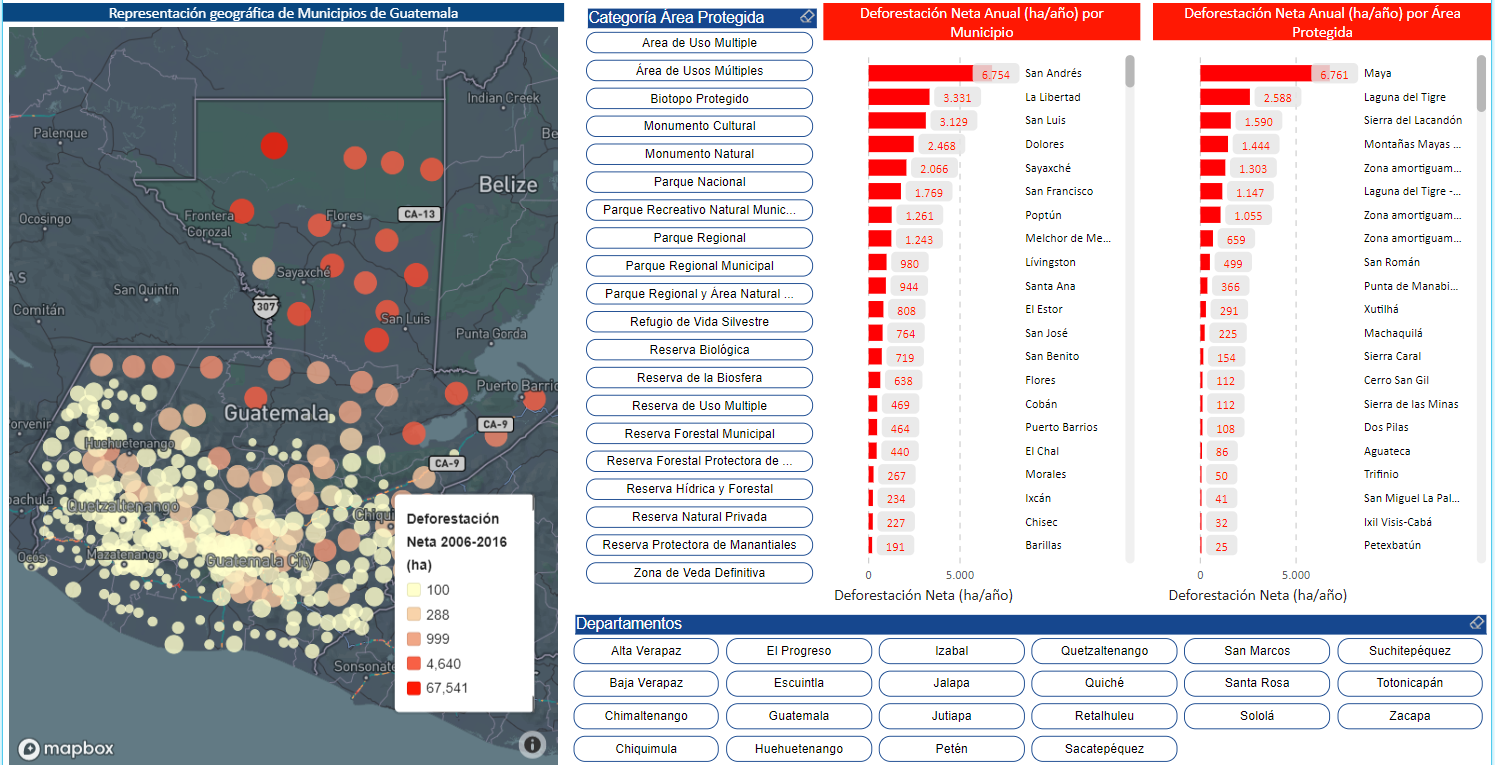 Representación geográfica de Municipios de Guatemala
Indian Creek
Palenque
Be
Belize
Ocosingo
Frontera
Corozal
Flores
CA-13
AS
Sayaxché
San Quintín
307
Comitán
San Luis
Punta Gorda
Puerto Barrio
Guatemala
CA-9
orvenir
Huehuetenango
CA-9
pachula
Quetzaltenango
Chiqui
Mazatenango
Guatemala City
Ocós
Sonsonat
Deforestación
Neta 2006-2016
(ha)
100
288
999
4,640
67,541
mapbox
Categoría Área Protegida
Area de Uso Multiple
Área de Usos Múltiples
Biotopo Protegido
Monumento Cultural
Monumento Natural
Parque Nacional
Parque Recreativo Natural Munic...
Parque Regional
Parque Regional Municipal
Parque Regional y Área Natural ...
Refugio de Vida Silvestre
Reserva Biológica
Reserva de la Biosfera
Reserva de Uso Multiple
Reserva Forestal Municipal
Reserva Forestal Protectora de ...
Reserva Hídrica y Forestal
Reserva Natural Privada
Reserva Protectora de Manantiales
Zona de Veda Definitiva
Deforestación Neta Anual (ha/año) por
Municipio
6.754 San Andrés
3.331 La Libertad
3.129 San Luis
2.468 Dolores
2.066 Sayaxché
1.769 San Francisco
1.261 Poptún
1.243 Melchor de Me...
980 Lívingston
944 Santa Ana
808 El Estor
764 San José
719 San Benito
638 Flores
469 Cobán
464 Puerto Barrios
440 El Chal
267 Morales
234 Ixcán
227 Chisec
191 Barillas
0 5.000
Deforestación Neta (ha/año)
Deforestación Neta Anual (ha/año) por Área
Protegida
6.761 Maya
2.588 Laguna del Tigre
1.590 Sierra del Lacandón
1.444 Montañas Mayas ...
1.303 Zona amortiguam...
1.147 Laguna del Tigre -...
1.055 Zona amortiguam...
659 Zona amortiguam...
499 San Román
366 Punta de Manabi...
291 Xutilhá
225 Machaquilá
154 Sierra Caral
112 Cerro San Gil
112 Sierra de las Minas
108 Dos Pilas
86 Aguateca
50 Trifinio
41 San Miguel La Pal...
32 Ixil Visis-Cabá
25 Petexbatún
0 5.000
Deforestación Neta (ha/año)
Departamentos
Alta Verapaz El Progreso Izabal Quetzaltenango San Marcos Suchitepéquez
Baja Verapaz Escuintla Jalapa Quiché Santa Rosa Totonicapán
Chimaltenango Guatemala Jutiapa Retalhuleu Sololá Zacapa
Chiquimula Huehuetenango Petén Sacatepéquez